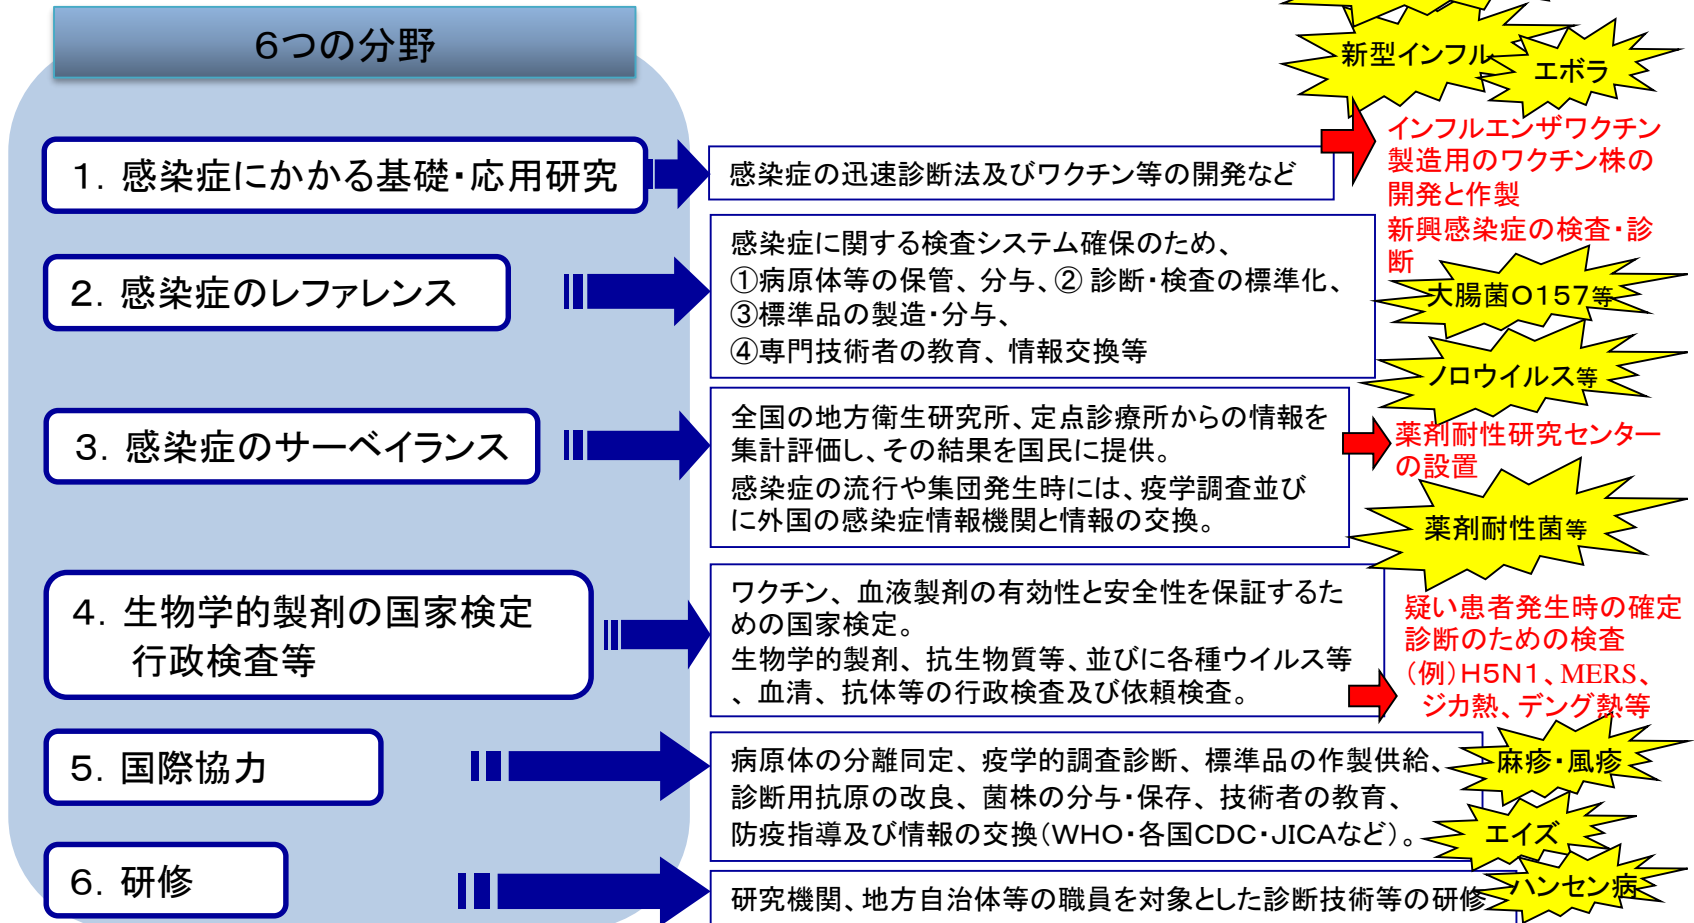 6つの分野
新型インフル
エボラ
1．感染症にかかる基礎・応用研究
感染症の迅速診断法及びワクチン等の開発など
インフルエンザワクチン
製造用のワクチン株の
開発と作製
新興感染症の検査・診
断
2．感染症のレファレンス
感染症に関する検査システム確保のため、
①病原体等の保管、分与、② 診断・検査の標準化、
③標準品の製造・分与、
④専門技術者の教育、情報交換等
大腸菌O157等
ノロウイルス等
3．感染症のサーベイランス
全国の地方衛生研究所、定点診療所からの情報を
集計評価し、その結果を国民に提供。
感染症の流行や集団発生時には、疫学調査並び
に外国の感染症情報機関と情報の交換。
薬剤耐性研究センター
の設置
薬剤耐性菌等
4．生物学的製剤の国家検定
行政検査等
ワクチン、血液製剤の有効性と安全性を保証するた
めの国家検定。
生物学的製剤、抗生物質等、並びに各種ウイルス等
、血清、抗体等の行政検査及び依頼検査。
疑い患者発生時の確定
診断のための検査
(例)H5N1、MERS、
ジカ熱、デング熱等
5．国際協力
病原体の分離同定、疫学的調査診断、標準品の作製供給、
診断用抗原の改良、菌株の分与・保存、技術者の教育、
防疫指導及び情報の交換(WHO・各国CDC・JICAなど)。
麻疹・風疹
エイズ
6．研修
研究機関、地方自治体等の職員を対象とした診断技術等の研修
ハンセン病